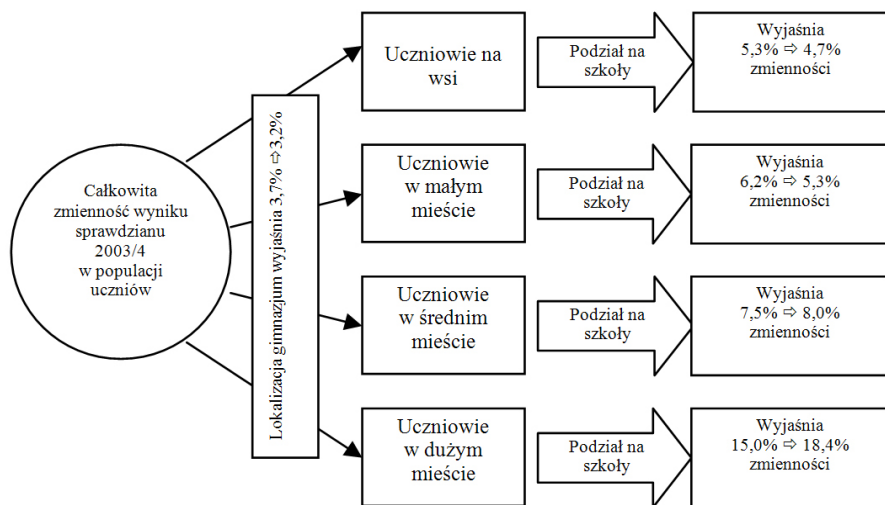 Całkowita
zmienność wyniku
sprawdzianu
2003/4
w populacji
uczniów
Lokalizacja gimnazjum wyjaśnia 3,7% ⇨3,2%
Uczniowie na
wsi
Podział na
szkoły
Wyjaśnia
5,3% ⇨ 4,7%
zmienności
Uczniowie
w małym
mieście
Podział na
szkoły
Wyjaśnia
6,2% ⇨ 5,3%
zmienności
Uczniowie
w średnim
mieście
Podział na
szkoły
Wyjaśnia
7,5% ⇨ 8,0%
zmienności
Uczniowie
w dużym
mieście
Podział na
szkoły
Wyjaśnia
15,0% ⇨ 18,4%
zmienności